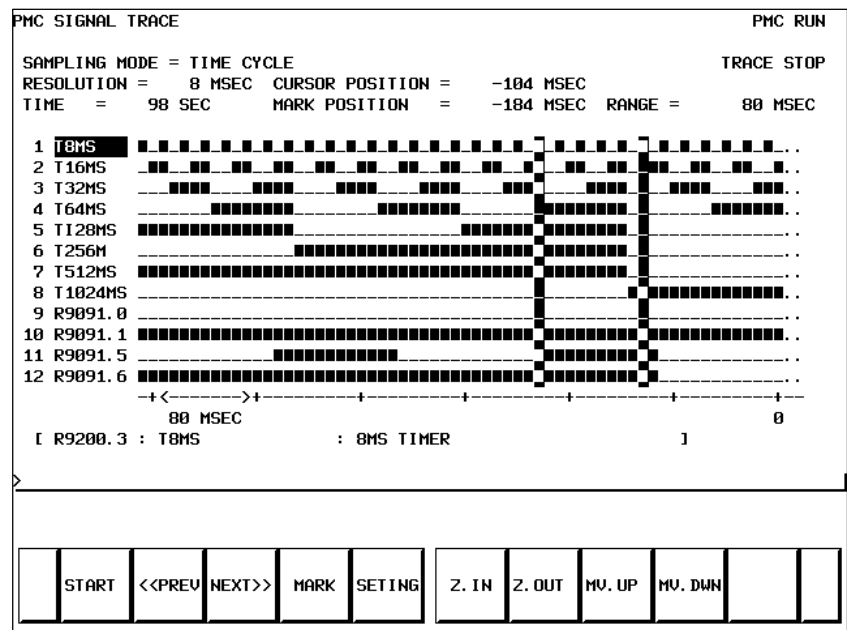 PMC SIGNAL TRACE PMC RUN
SAMPLING MODE = TIME CYCLE TRACE STOP
RESOLUTION = 8 MSEC CURSOR POSITION = -104 MSEC
TIME = 98 SEC MARK POSITION = -184 MSEC RANGE = 80 MSEC
1 T8MS
2 T16MS
3 T32MS
4 T64MS
5 TI28MS
6 T256M
7 T512MS
8 T1024MS
9 R9091.0
10 R9091.1
11 R9091.5
12 R9091.6
80 MSEC 0
[ R9200.3 : T8MS : 8MS TIMER ]
>
START <<PREV NEXT>> MARK SETING Z.IN Z.OUT MV.UP MV.DWN